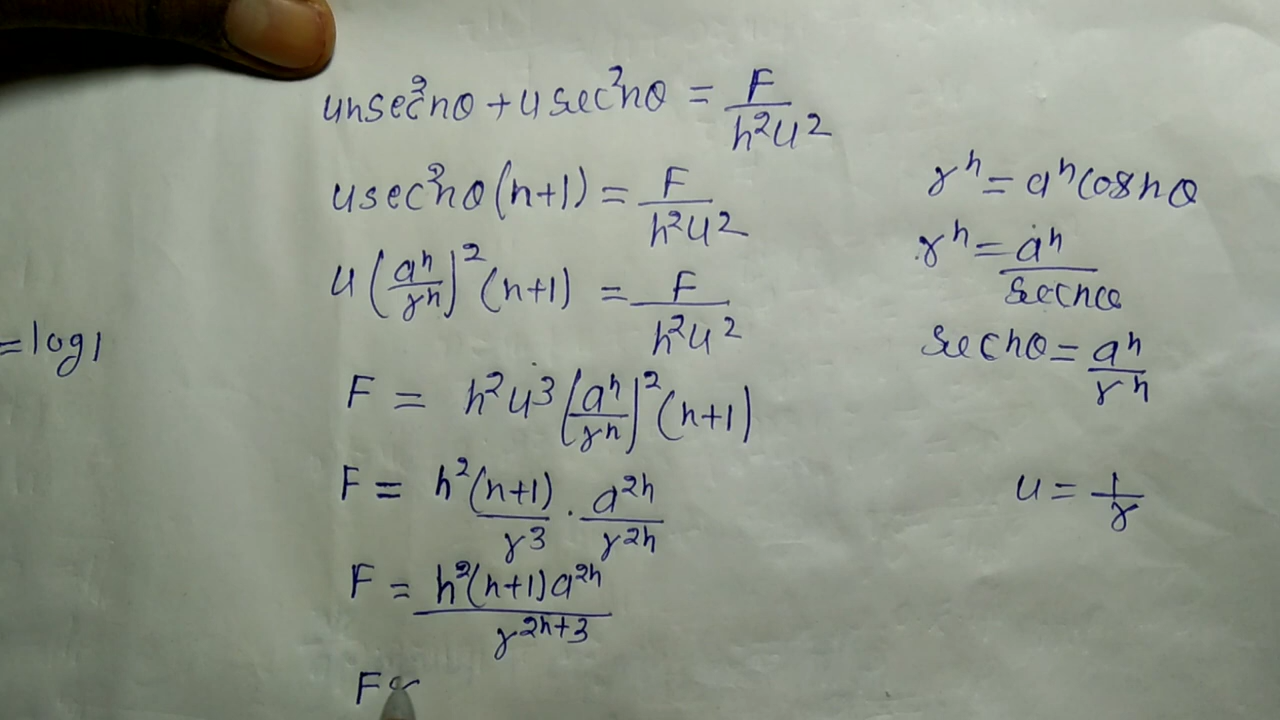 unsec²nθ + usec²nθ = F/h²u²
usec²nθ(n+1) = F/h²u²
u(aⁿ/rⁿ)²(n+1) = F/h²u²
F = h²u³(aⁿ/rⁿ)²(n+1)
F = h²(n+1)/r³ · a²ⁿ/r²ⁿ
F = h²(n+1)a²ⁿ/r²ⁿ⁺³
F ∝
= log1
rⁿ = aⁿcosnθ
rⁿ = aⁿ/secnθ
secnθ = aⁿ/rⁿ
u = 1/r